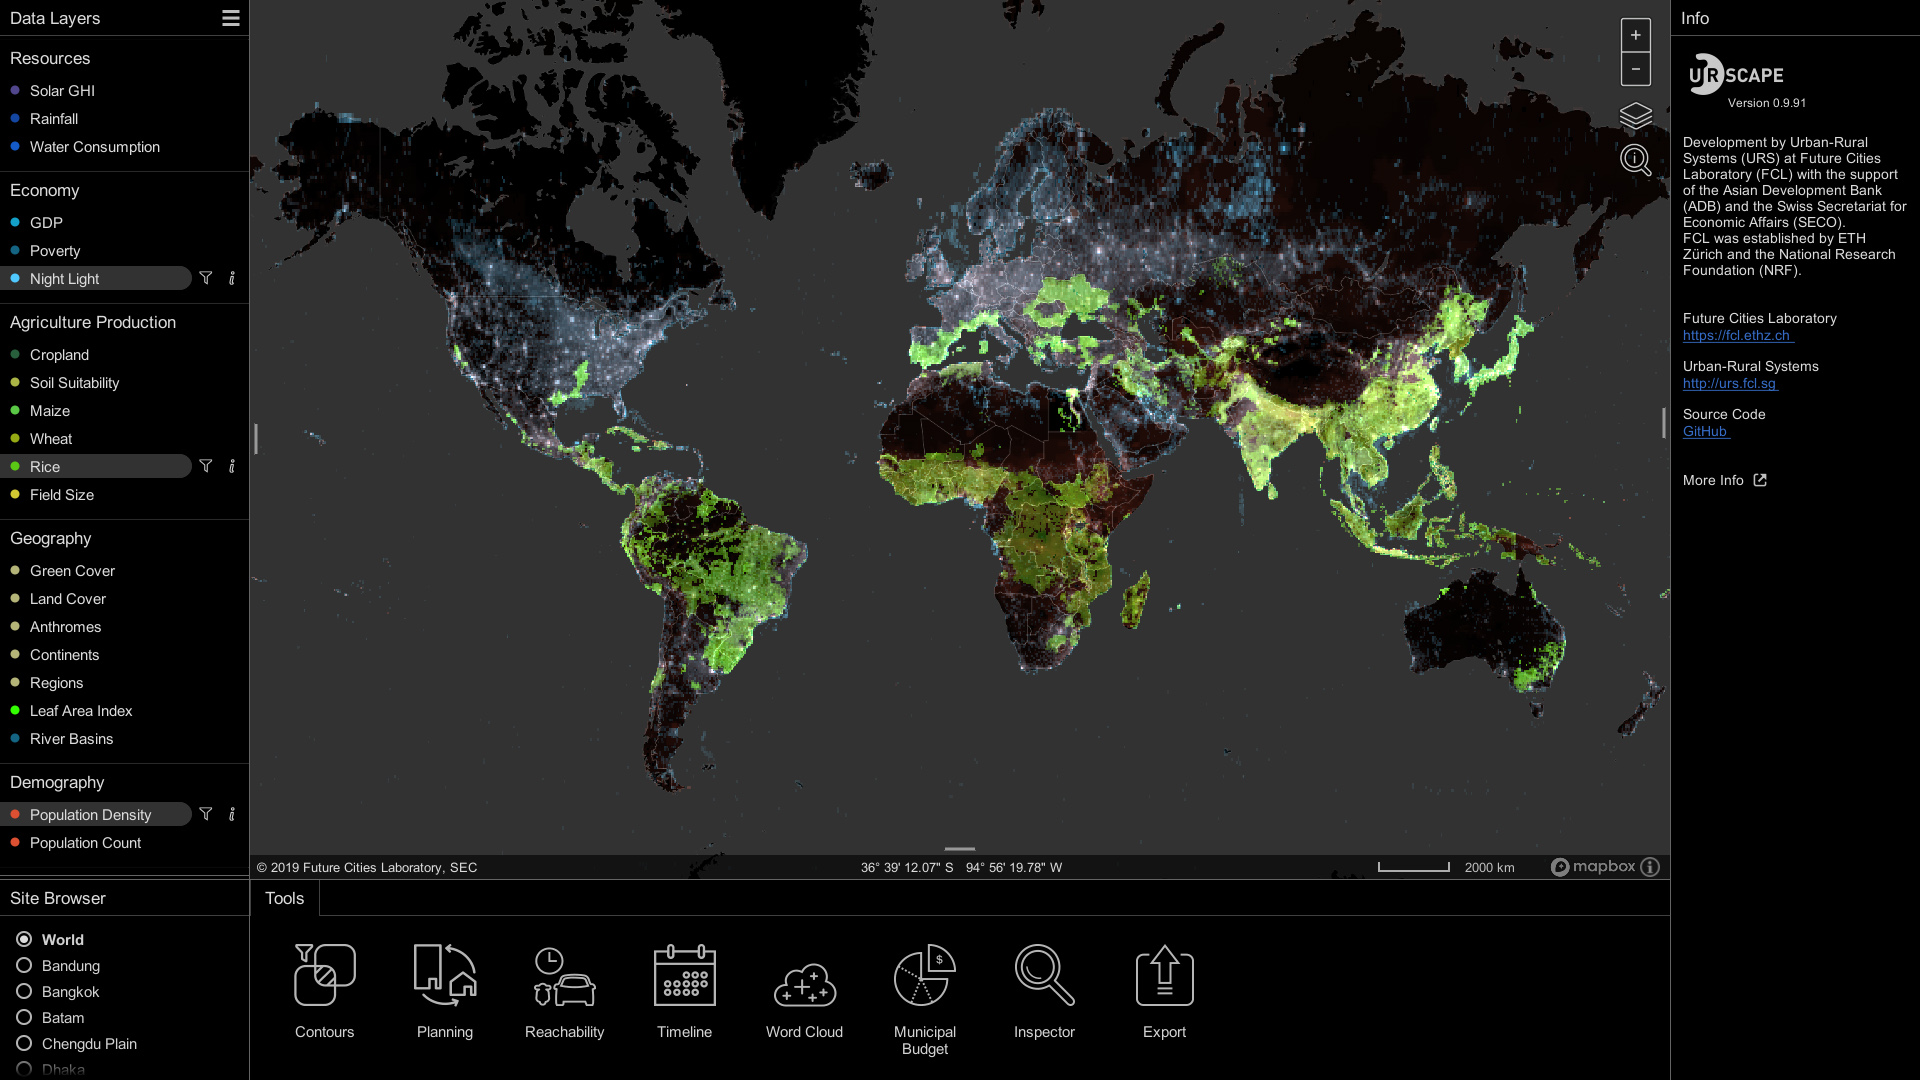 Data Layers
Resources
Solar GHI
Rainfall
Water Consumption
Economy
GDP
Poverty
Night Light
Agriculture Production
Cropland
Soil Suitability
Maize
Wheat
Rice
Field Size
Geography
Green Cover
Land Cover
Anthromes
Continents
Regions
Leaf Area Index
River Basins
Demography
Population Density
Population Count
Site Browser
World
Bandung
Bangkok
Batam
Chengdu Plain
Dhaka
© 2019 Future Cities Laboratory, SEC
36° 39' 12.07" S 94° 56' 19.78" W
2000 km
mapbox
Tools
Contours
Planning
Reachability
Timeline
Word Cloud
$
Municipal
Budget
Inspector
Export
Info
URSCAPE
Version 0.9.91
Development by Urban-Rural
Systems (URS) at Future Cities
Laboratory (FCL) with the support
of the Asian Development Bank
(ADB) and the Swiss Secretariat for
Economic Affairs (SECO).
FCL was established by ETH
Zürich and the National Research
Foundation (NRF).
Future Cities Laboratory
https://fcl.ethz.ch
Urban-Rural Systems
http://urs.fcl.sg
Source Code
GitHub
More Info